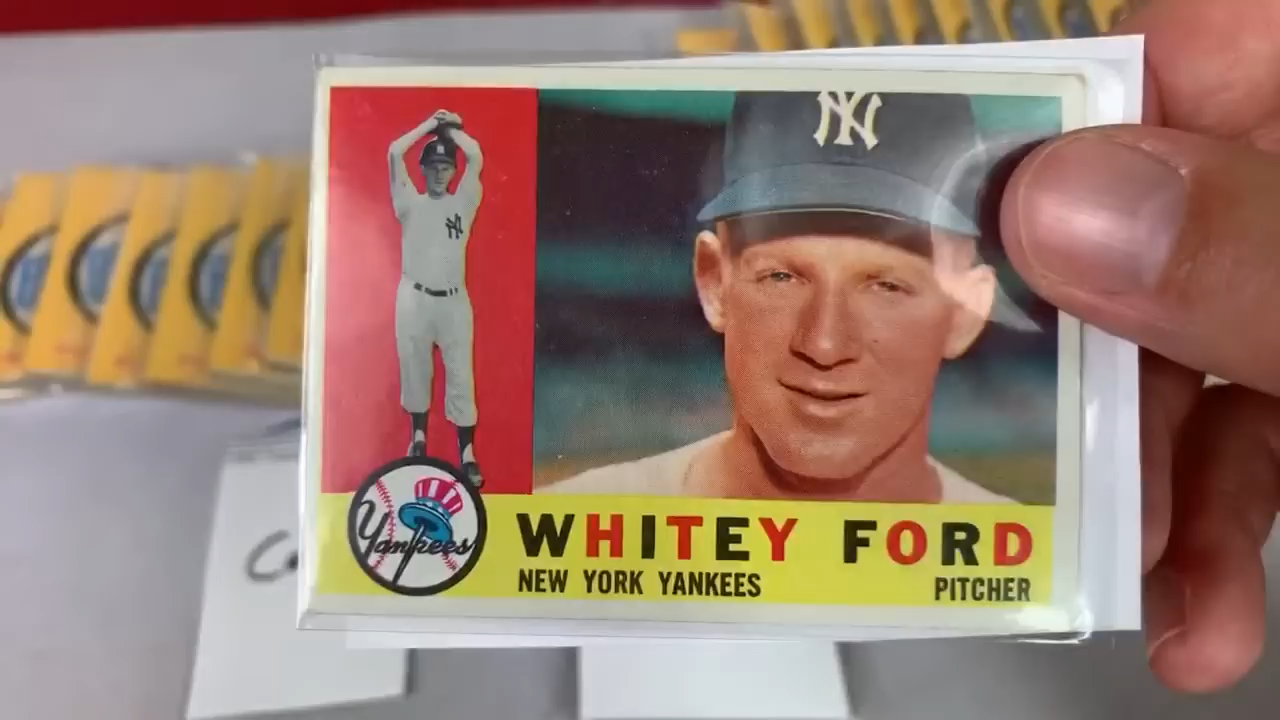 NY
NY
Yankees
WHITEY FORD
NEW YORK YANKEES
PITCHER